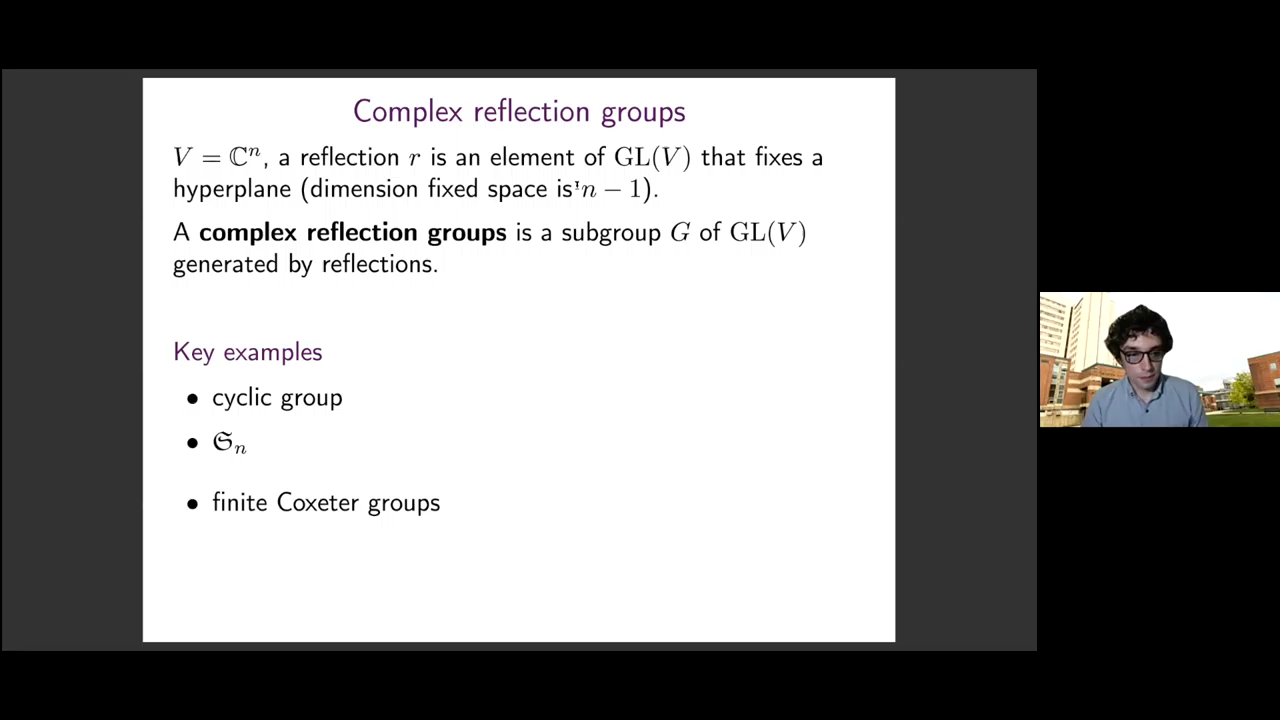 Complex reflection groups
V = ℂⁿ, a reflection r is an element of GL(V) that fixes a
hyperplane (dimension fixed space is n − 1).
A complex reflection groups is a subgroup G of GL(V)
generated by reflections.
Key examples
• cyclic group
• 𝔖ₙ
• finite Coxeter groups